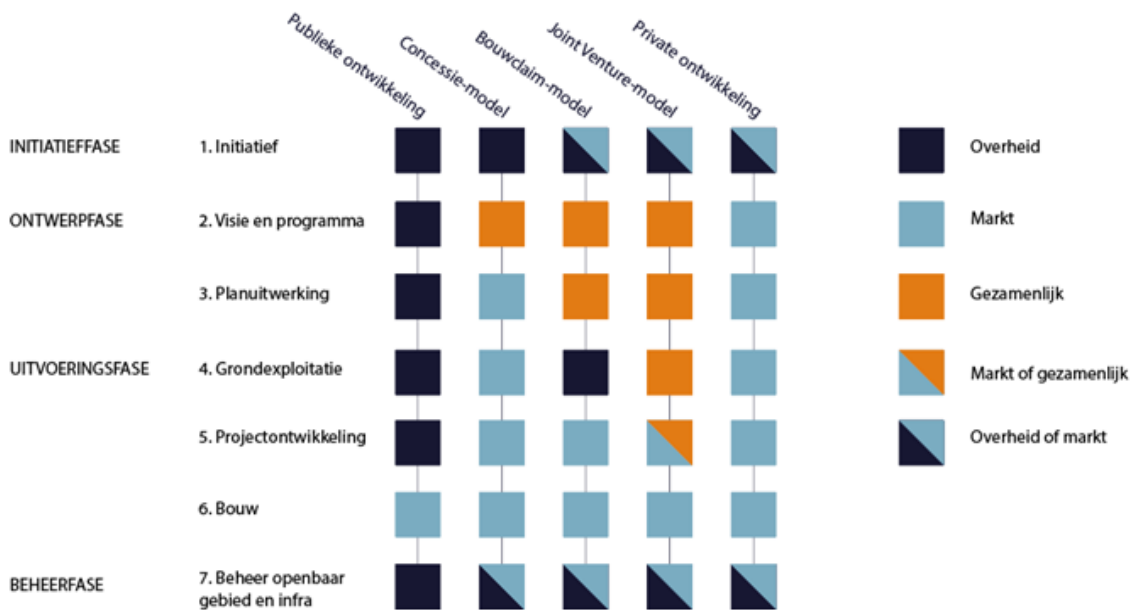 Publieke ontwikkeling
Concessie-model
Bouwclaim-model
Joint Venture-model
Private ontwikkeling
INITIATIEFFASE
1. Initiatief
Overheid
ONTWERPFASE
2. Visie en programma
Markt
3. Planuitwerking
Gezamenlijk
UITVOERINGSFASE
4. Grondexploitatie
Markt of gezamenlijk
5. Projectontwikkeling
Overheid of markt
6. Bouw
BEHEERFASE
7. Beheer openbaar
gebied en infra